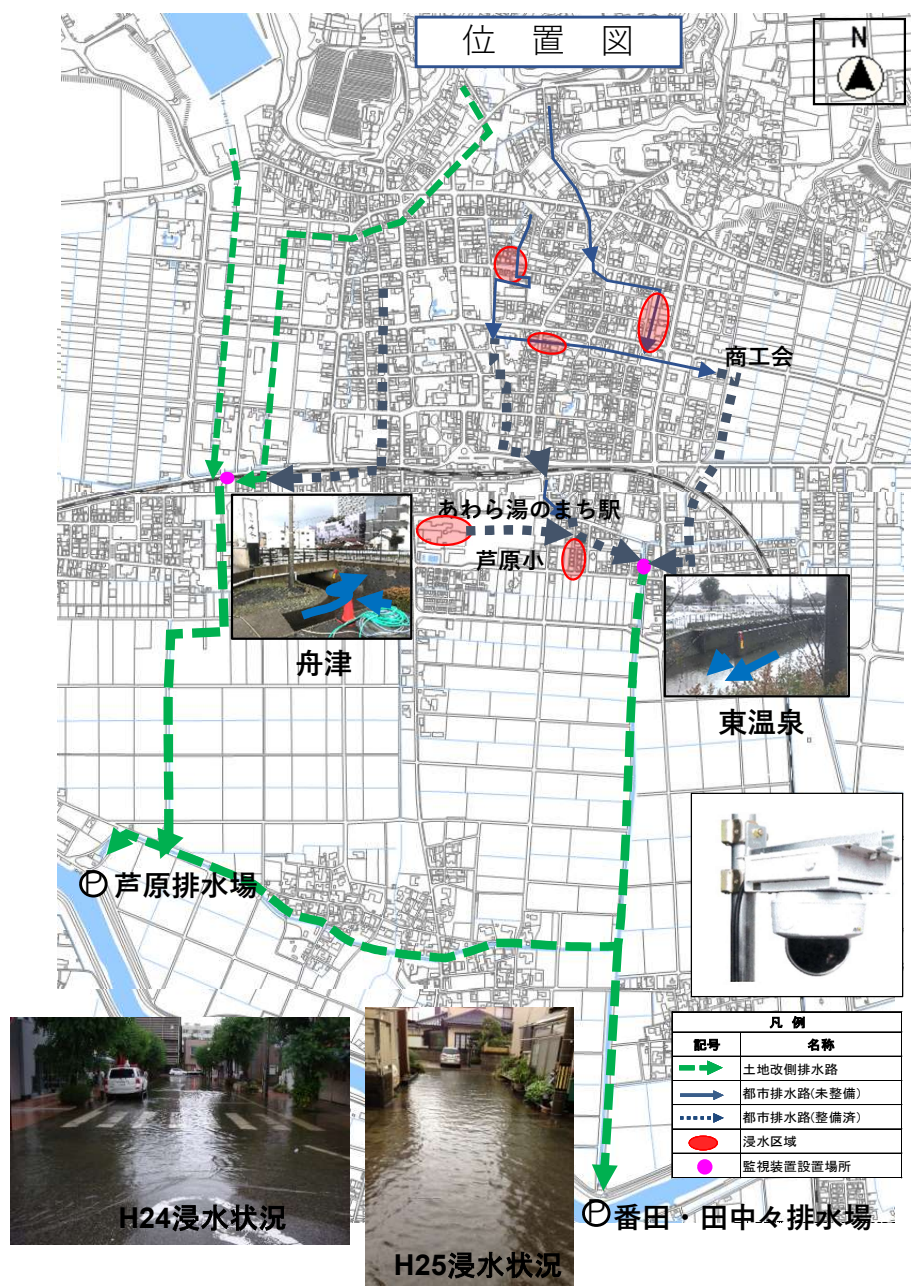 位 置 図
N
商工会
あわら湯のまち駅
芦原小
舟津
東温泉
Ⓟ芦原排水場
凡 例
記号 名称
土地改側排水路
都市排水路(未整備)
都市排水路(整備済)
浸水区域
監視装置設置場所
H24浸水状況
H25浸水状況
Ⓟ番田・田中々排水場